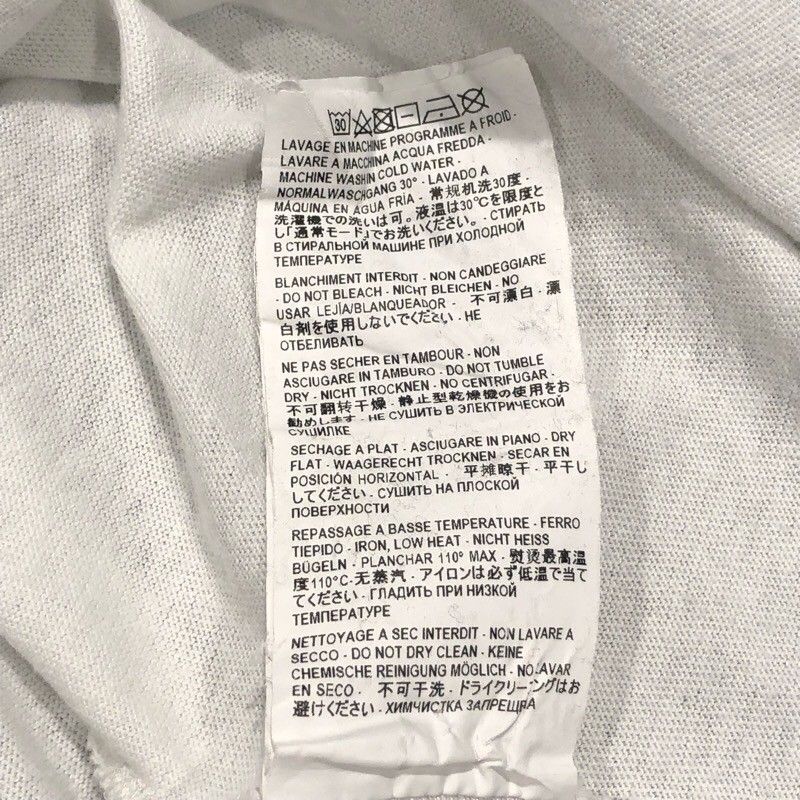 30
LAVAGE EN MACHINE PROGRAMME A FROID -
LAVARE A MACCHINA ACQUA FREDDA -
MACHINE WASH IN COLD WATER -
NORMALWASCHGANG 30° - LAVADO A
MÁQUINA EN AGUA FRÍA - 常规机洗30度 -
洗濯機での洗いは可。液温は30℃を限度と
し「通常モード」でお洗いください。- СТИРАТЬ
В СТИРАЛЬНОЙ МАШИНЕ ПРИ ХОЛОДНОЙ
ТЕМПЕРАТУРЕ
BLANCHIMENT INTERDIT - NON CANDEGGIARE
- DO NOT BLEACH - NICHT BLEICHEN - NO
USAR LEJÍA/BLANQUEADOR - 不可漂白 - 漂
白剤を使用しないでください - НЕ
ОТБЕЛИВАТЬ
NE PAS SECHER EN TAMBOUR - NON
ASCIUGARE IN TAMBURO - DO NOT TUMBLE
DRY - NICHT TROCKNEN - NO CENTRIFUGAR -
不可翻转干燥 - 静止型乾燥機の使用をお
勧めします - НЕ СУШИТЬ В ЭЛЕКТРИЧЕСКОЙ
СУШИЛКЕ
SECHAGE A PLAT - ASCIUGARE IN PIANO - DRY
FLAT - WAAGERECHT TROCKNEN - SECAR EN
POSICIÓN HORIZONTAL - 平摊晾干 - 平干し
してください - СУШИТЬ НА ПЛОСКОЙ
ПОВЕРХНОСТИ
REPASSAGE A BASSE TEMPERATURE - FERRO
TIEPIDO - IRON, LOW HEAT - NICHT HEISS
BÜGELN - PLANCHAR 110° MAX - 熨烫最高温
度110°C-无蒸汽 - アイロンは必ず低温で当て
てください - ГЛАДИТЬ ПРИ НИЗКОЙ
ТЕМПЕРАТУРЕ
NETTOYAGE A SEC INTERDIT - NON LAVARE A
SECCO - DO NOT DRY CLEAN - KEINE
CHEMISCHE REINIGUNG MÖGLICH - NO LAVAR
EN SECO - 不可干洗 - ドライクリーニングはお
避けください - ХИМЧИСТКА ЗАПРЕЩЕНА